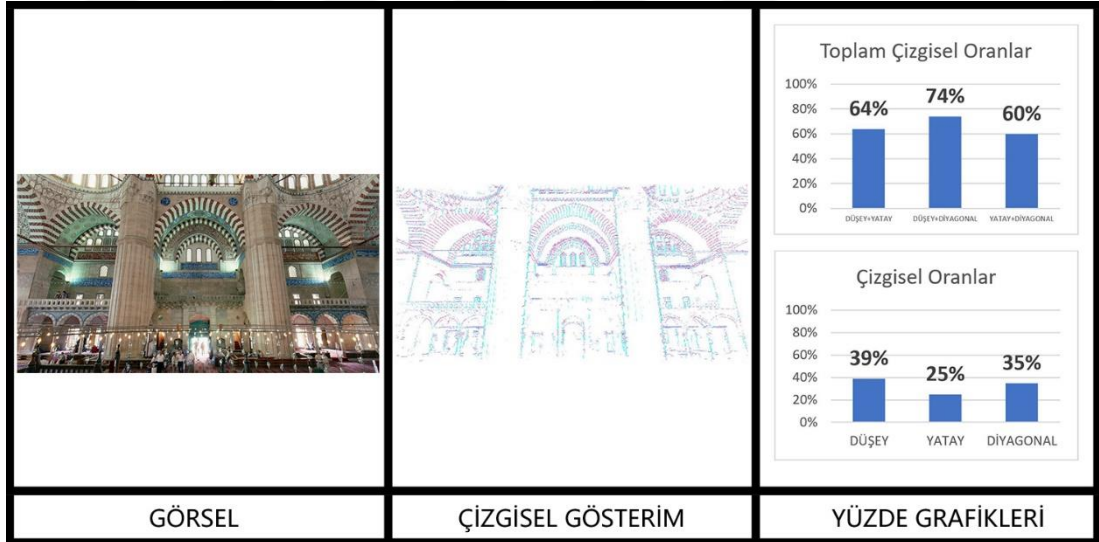 Toplam Çizgisel Oranlar
100%
80%
60%
40%
20%
0%
64%
74%
60%
DÜŞEY+YATAY
DÜŞEY+DİYAGONAL
YATAY+DİYAGONAL
Çizgisel Oranlar
100%
80%
60%
40%
20%
0%
39%
25%
35%
DÜŞEY
YATAY
DİYAGONAL
GÖRSEL
ÇİZGİSEL GÖSTERİM
YÜZDE GRAFİKLERİ